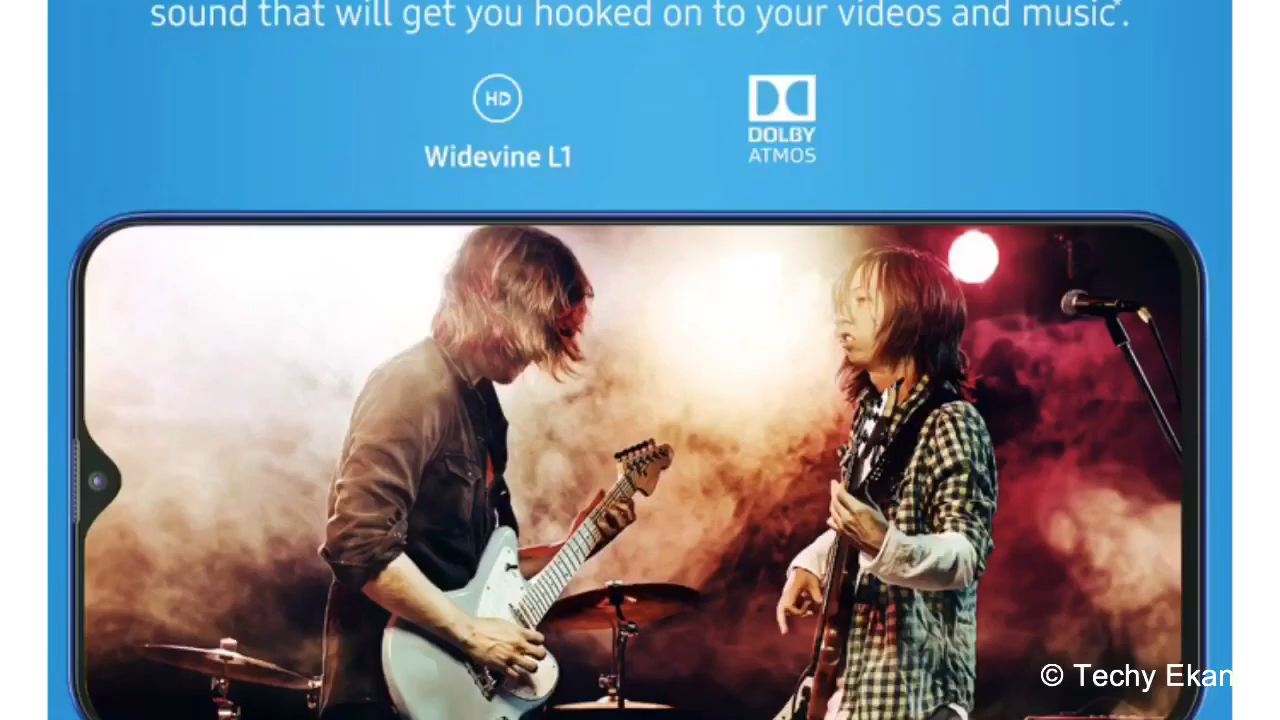 sound that will get you hooked on to your videos and music*.
HD
Widevine L1
DOLBY
ATMOS
© Techy Ekan